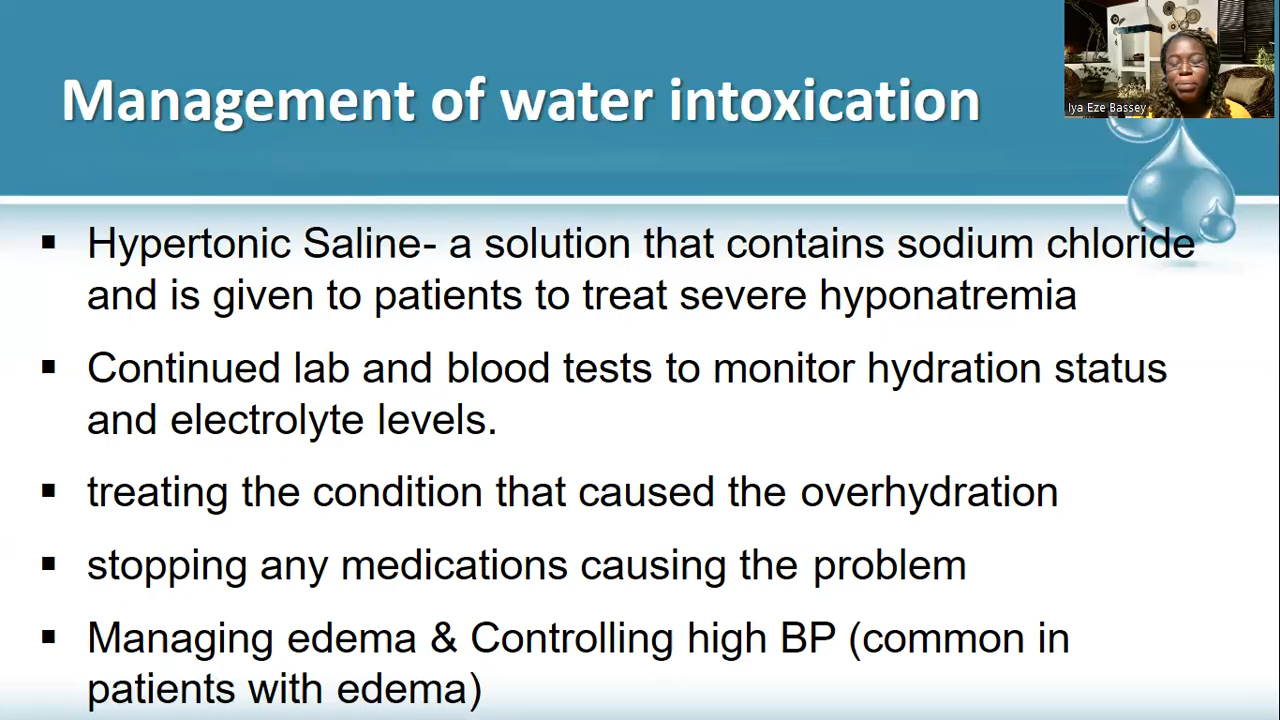 Management of water intoxication
Iya Eze Bassey
▪ Hypertonic Saline- a solution that contains sodium chloride
and is given to patients to treat severe hyponatremia
▪ Continued lab and blood tests to monitor hydration status
and electrolyte levels.
▪ treating the condition that caused the overhydration
▪ stopping any medications causing the problem
▪ Managing edema & Controlling high BP (common in
patients with edema)